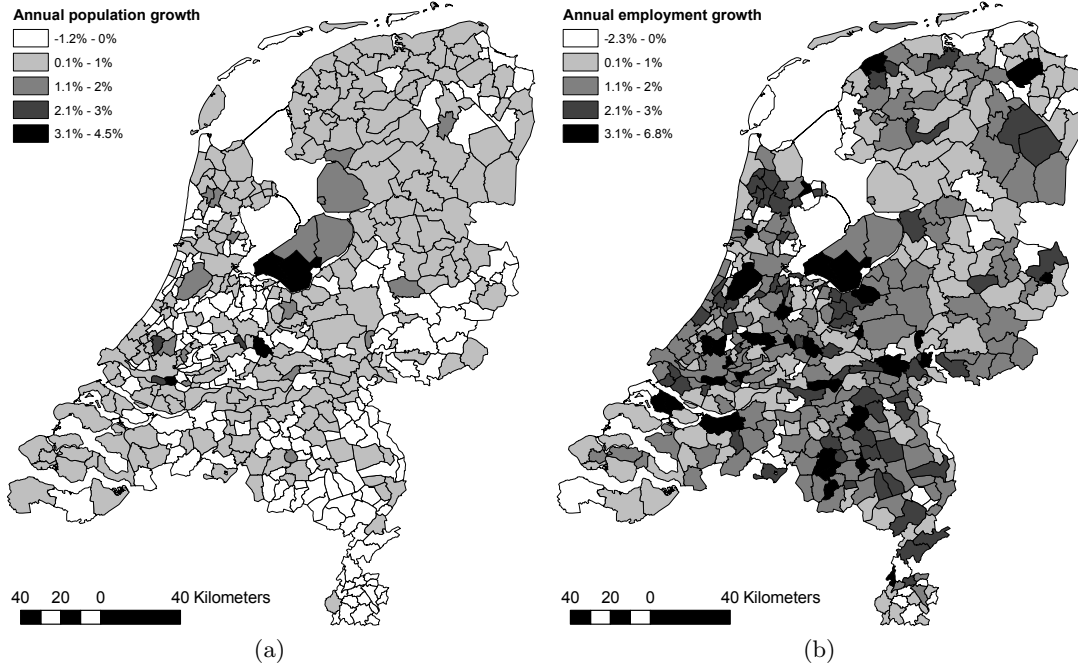 Annual population growth
-1.2% - 0%
0.1% - 1%
1.1% - 2%
2.1% - 3%
3.1% - 4.5%
40 20 0 40 Kilometers
(a)
Annual employment growth
-2.3% - 0%
0.1% - 1%
1.1% - 2%
2.1% - 3%
3.1% - 6.8%
40 20 0 40 Kilometers
(b)